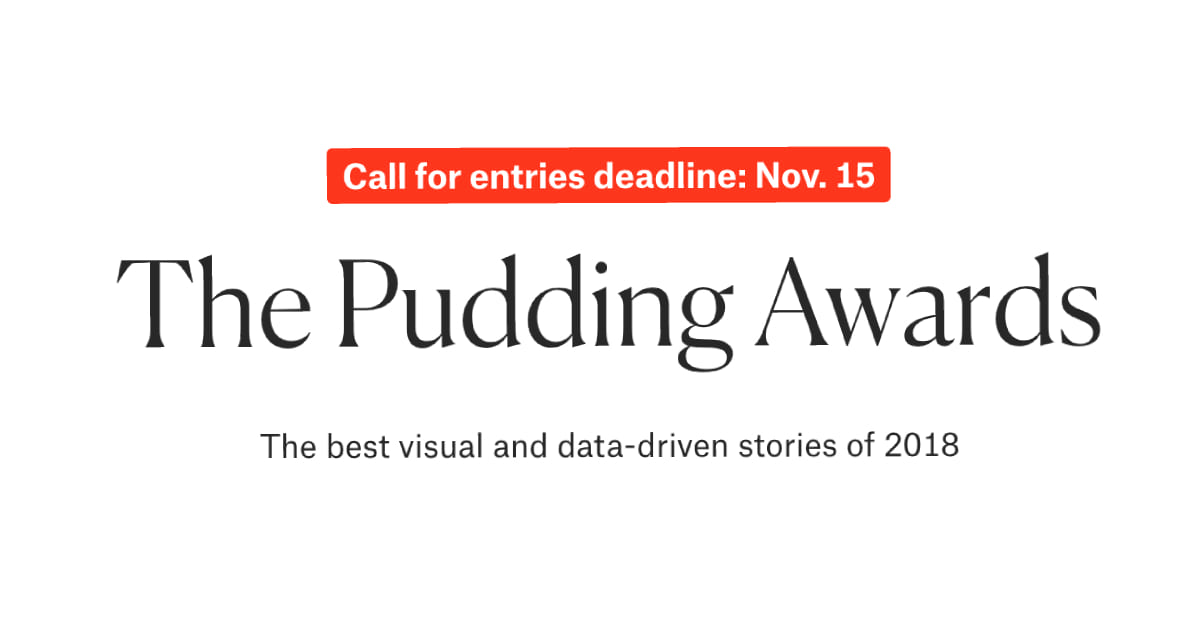 Call for entries deadline: Nov. 15
The Pudding Awards
The best visual and data-driven stories of 2018